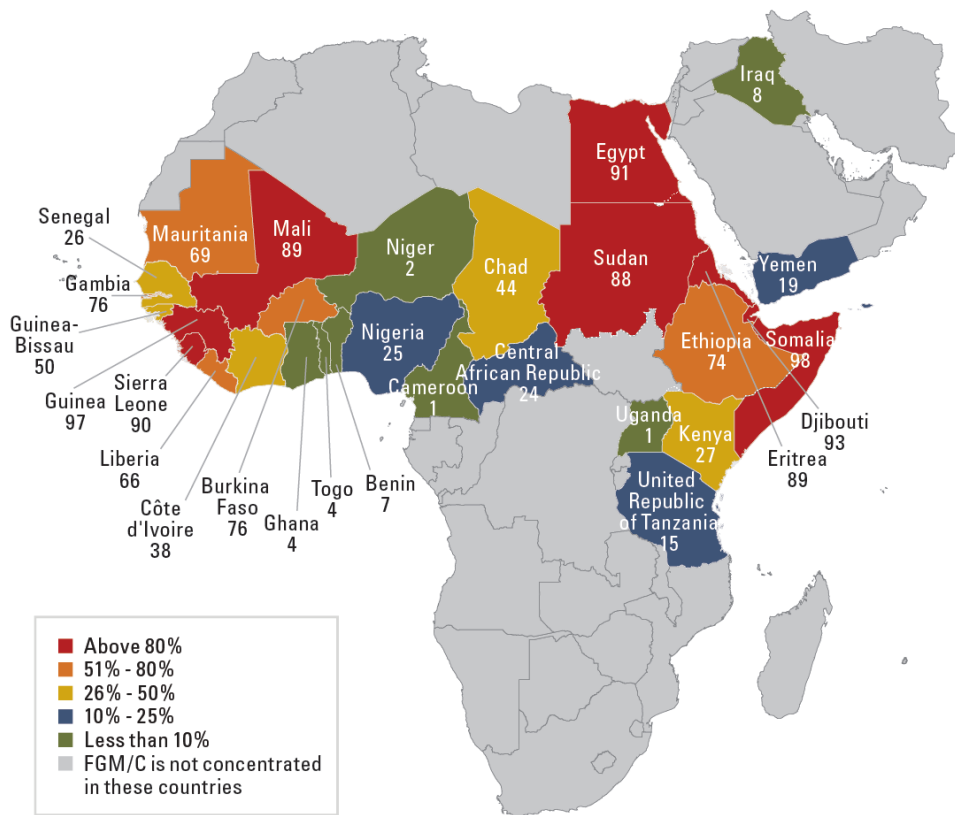 Iraq
8
Egypt
91
Senegal
26
Mauritania
69
Mali
89
Niger
2
Chad
44
Sudan
88
Yemen
19
Gambia
76
Guinea-
Bissau
50
Nigeria
25
Ethiopia
74
Somalia
98
Central
African Republic
24
Cameroon
1
Sierra
Leone
90
Guinea
97
Uganda
1
Kenya
27
Djibouti
93
Eritrea
89
Liberia
66
Côte
d'Ivoire
38
Burkina
Faso
76
Ghana
4
Togo
4
Benin
7
United
Republic
of Tanzania
15
Above 80%
51% - 80%
26% - 50%
10% - 25%
Less than 10%
FGM/C is not concentrated
in these countries